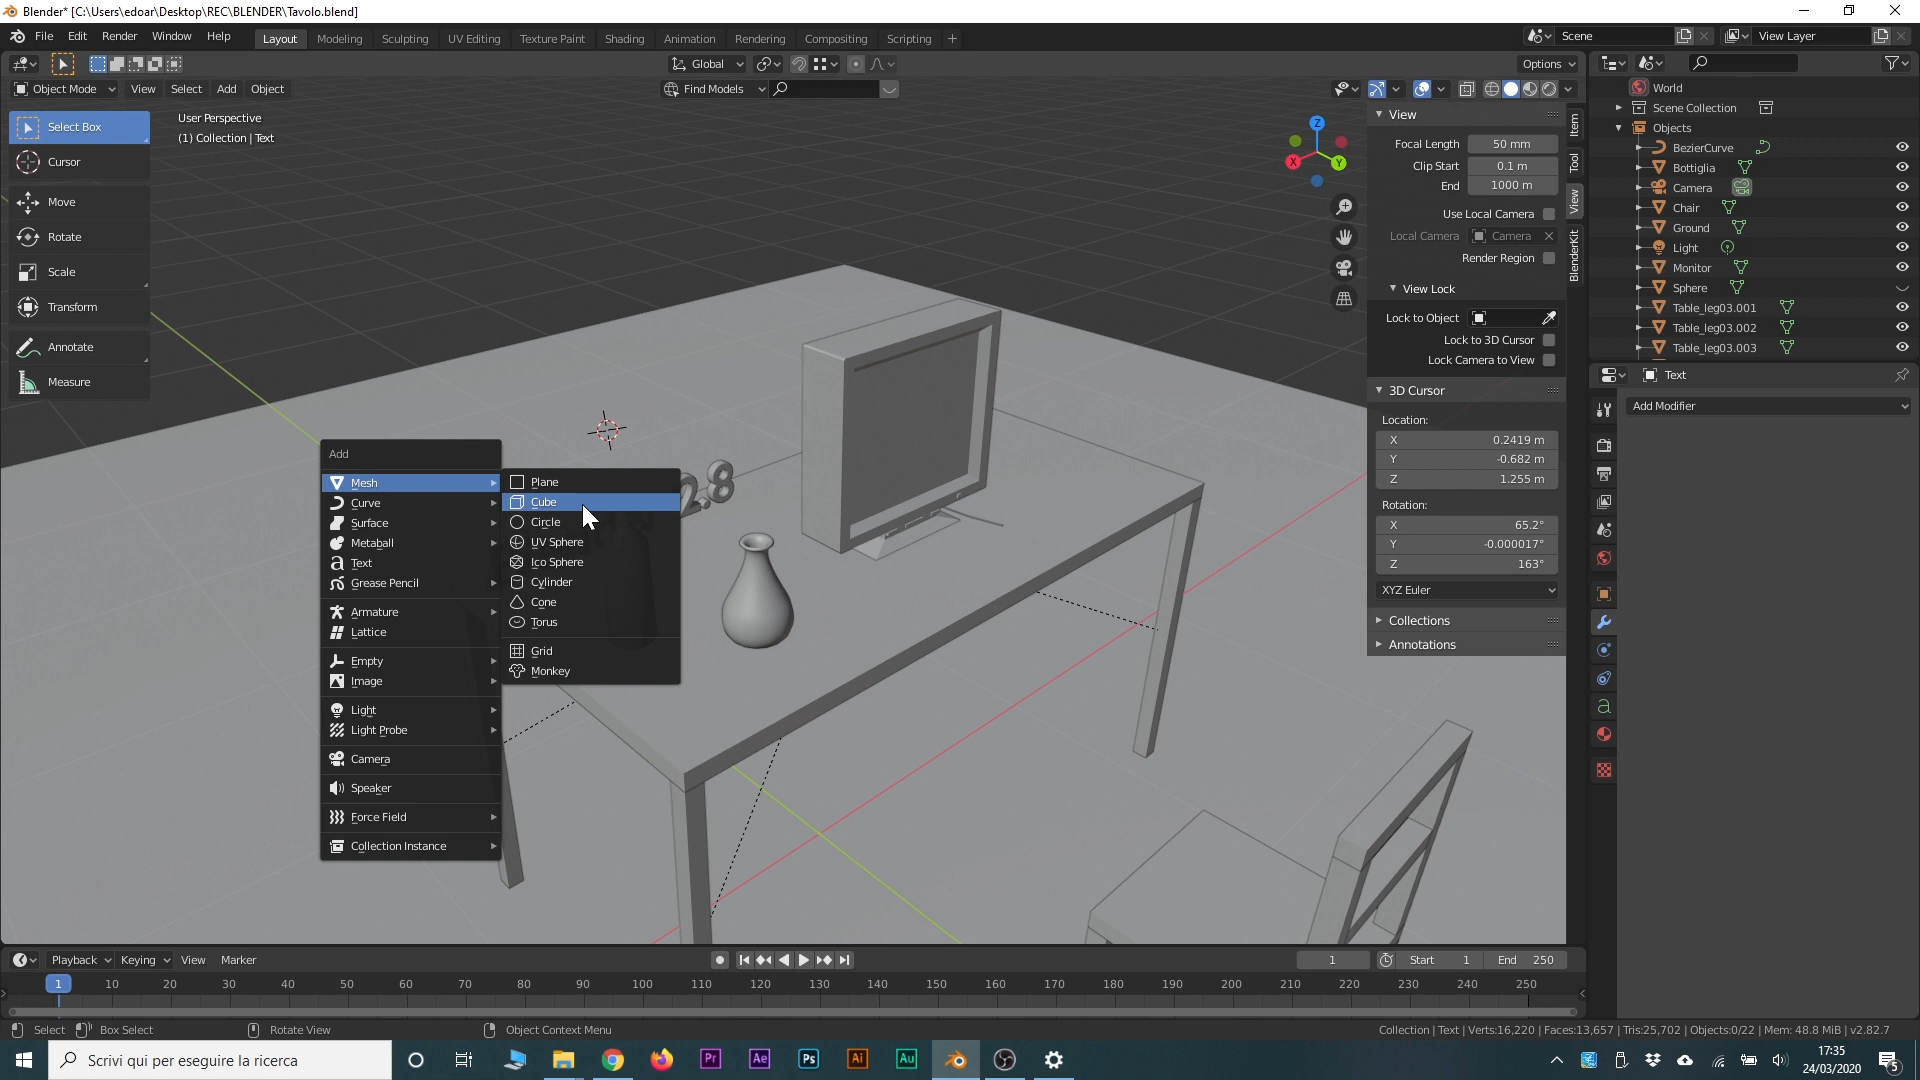 Blender* [C:\Users\edoar\Desktop\REC\BLENDER\Tavolo.blend]
File Edit Render Window Help Layout Modeling Sculpting UV Editing Texture Paint Shading Animation Rendering Compositing Scripting + Scene View Layer
Global Options
Object Mode View Select Add Object Find Models
User Perspective
(1) Collection | Text
Select Box
Cursor
Move
Rotate
Scale
Transform
Annotate
Measure
Z
X
Y
2.8
Add
Mesh
Curve
Surface
Metaball
Text
Grease Pencil
Armature
Lattice
Empty
Image
Light
Light Probe
Camera
Speaker
Force Field
Collection Instance
Plane
Cube
Circle
UV Sphere
Ico Sphere
Cylinder
Cone
Torus
Grid
Monkey
View
Focal Length 50 mm
Clip Start 0.1 m
End 1000 m
Use Local Camera
Local Camera Camera
Render Region
View Lock
Lock to Object
Lock to 3D Cursor
Lock Camera to View
3D Cursor
Location:
X 0.2419 m
Y -0.682 m
Z 1.255 m
Rotation:
X 65.2°
Y -0.000017°
Z 163°
XYZ Euler
Collections
Annotations
Item
Tool
View
BlenderKit
World
Scene Collection
Objects
BezierCurve
Bottiglia
Camera
Chair
Ground
Light
Monitor
Sphere
Table_leg03.001
Table_leg03.002
Table_leg03.003
Text
Add Modifier
Playback Keying View Marker 1 Start 1 End 250
1 10 20 30 40 50 60 70 80 90 100 110 120 130 140 150 160 170 180 190 200 210 220 230 240 250
Select Box Select Rotate View Object Context Menu Collection | Text | Verts:16,220 | Faces:13,657 | Tris:25,702 | Objects:0/22 | Mem: 48.8 MiB | v2.82.7
Scrivi qui per eseguire la ricerca
Pr Ae Ps Ai Au
17:35
24/03/2020
5